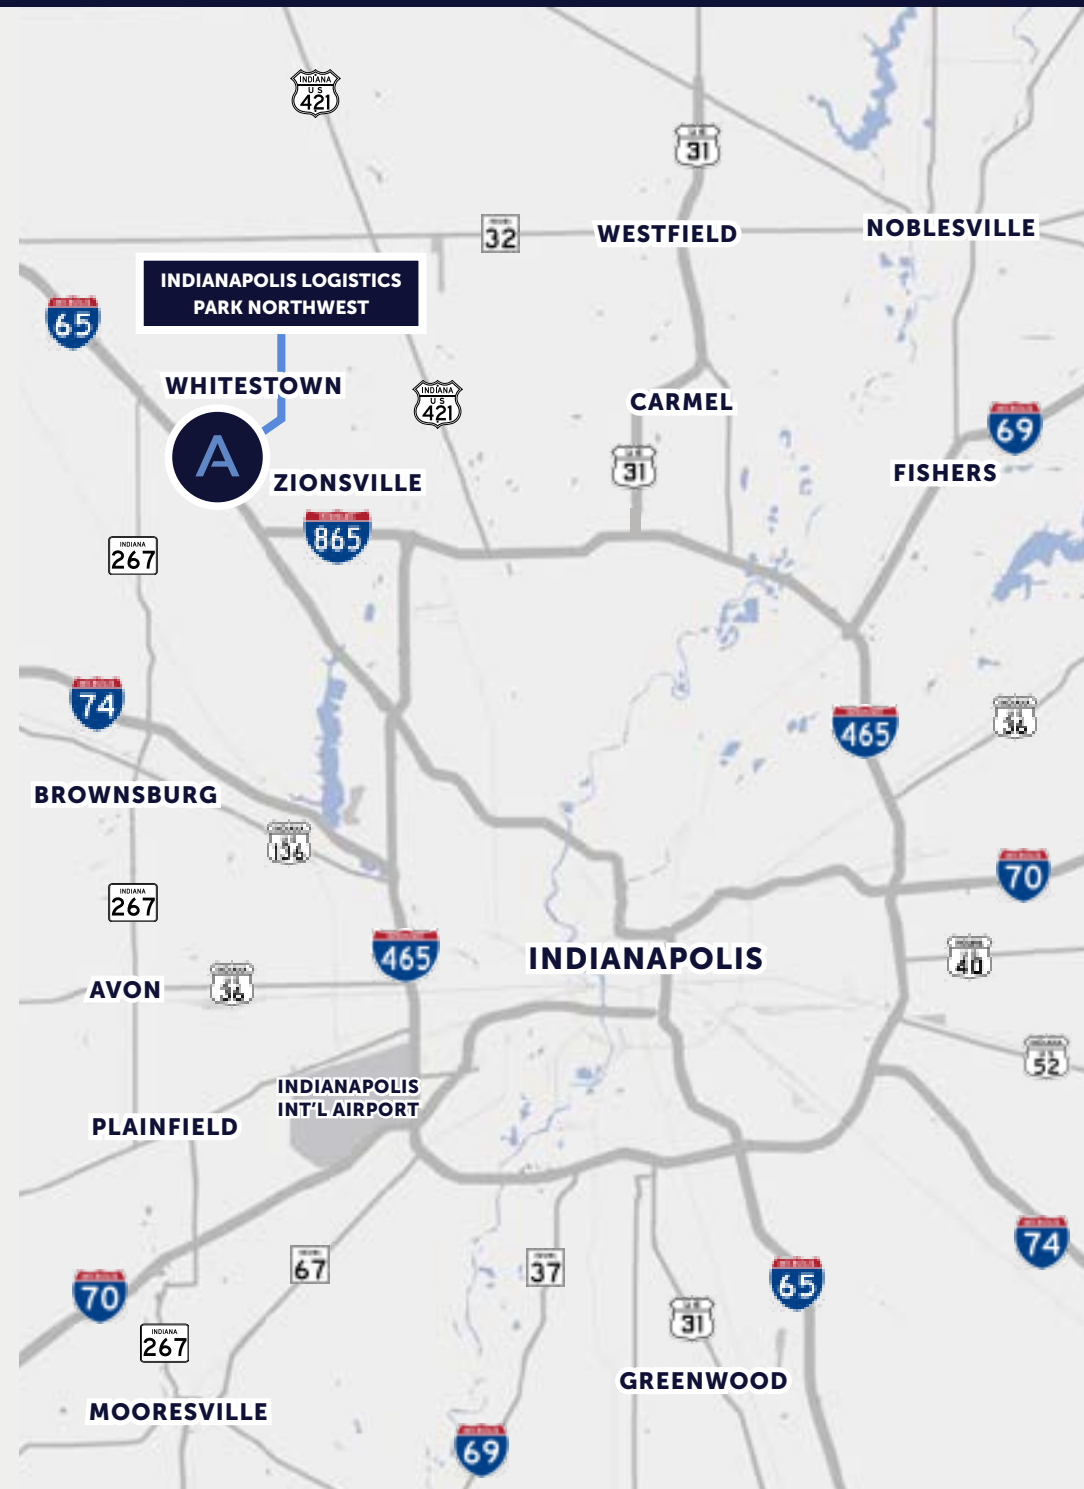 INDIANA
US
421
US
31
32
WESTFIELD
NOBLESVILLE
INDIANAPOLIS LOGISTICS
PARK NORTHWEST
65
WHITESTOWN
INDIANA
US
421
CARMEL
69
A
31
FISHERS
ZIONSVILLE
865
INDIANA
267
74
36
465
BROWNSBURG
136
70
INDIANA
267
465
INDIANAPOLIS
40
AVON
36
52
INDIANAPOLIS
INT'L AIRPORT
PLAINFIELD
74
67
37
70
65
31
INDIANA
267
GREENWOOD
MOORESVILLE
69